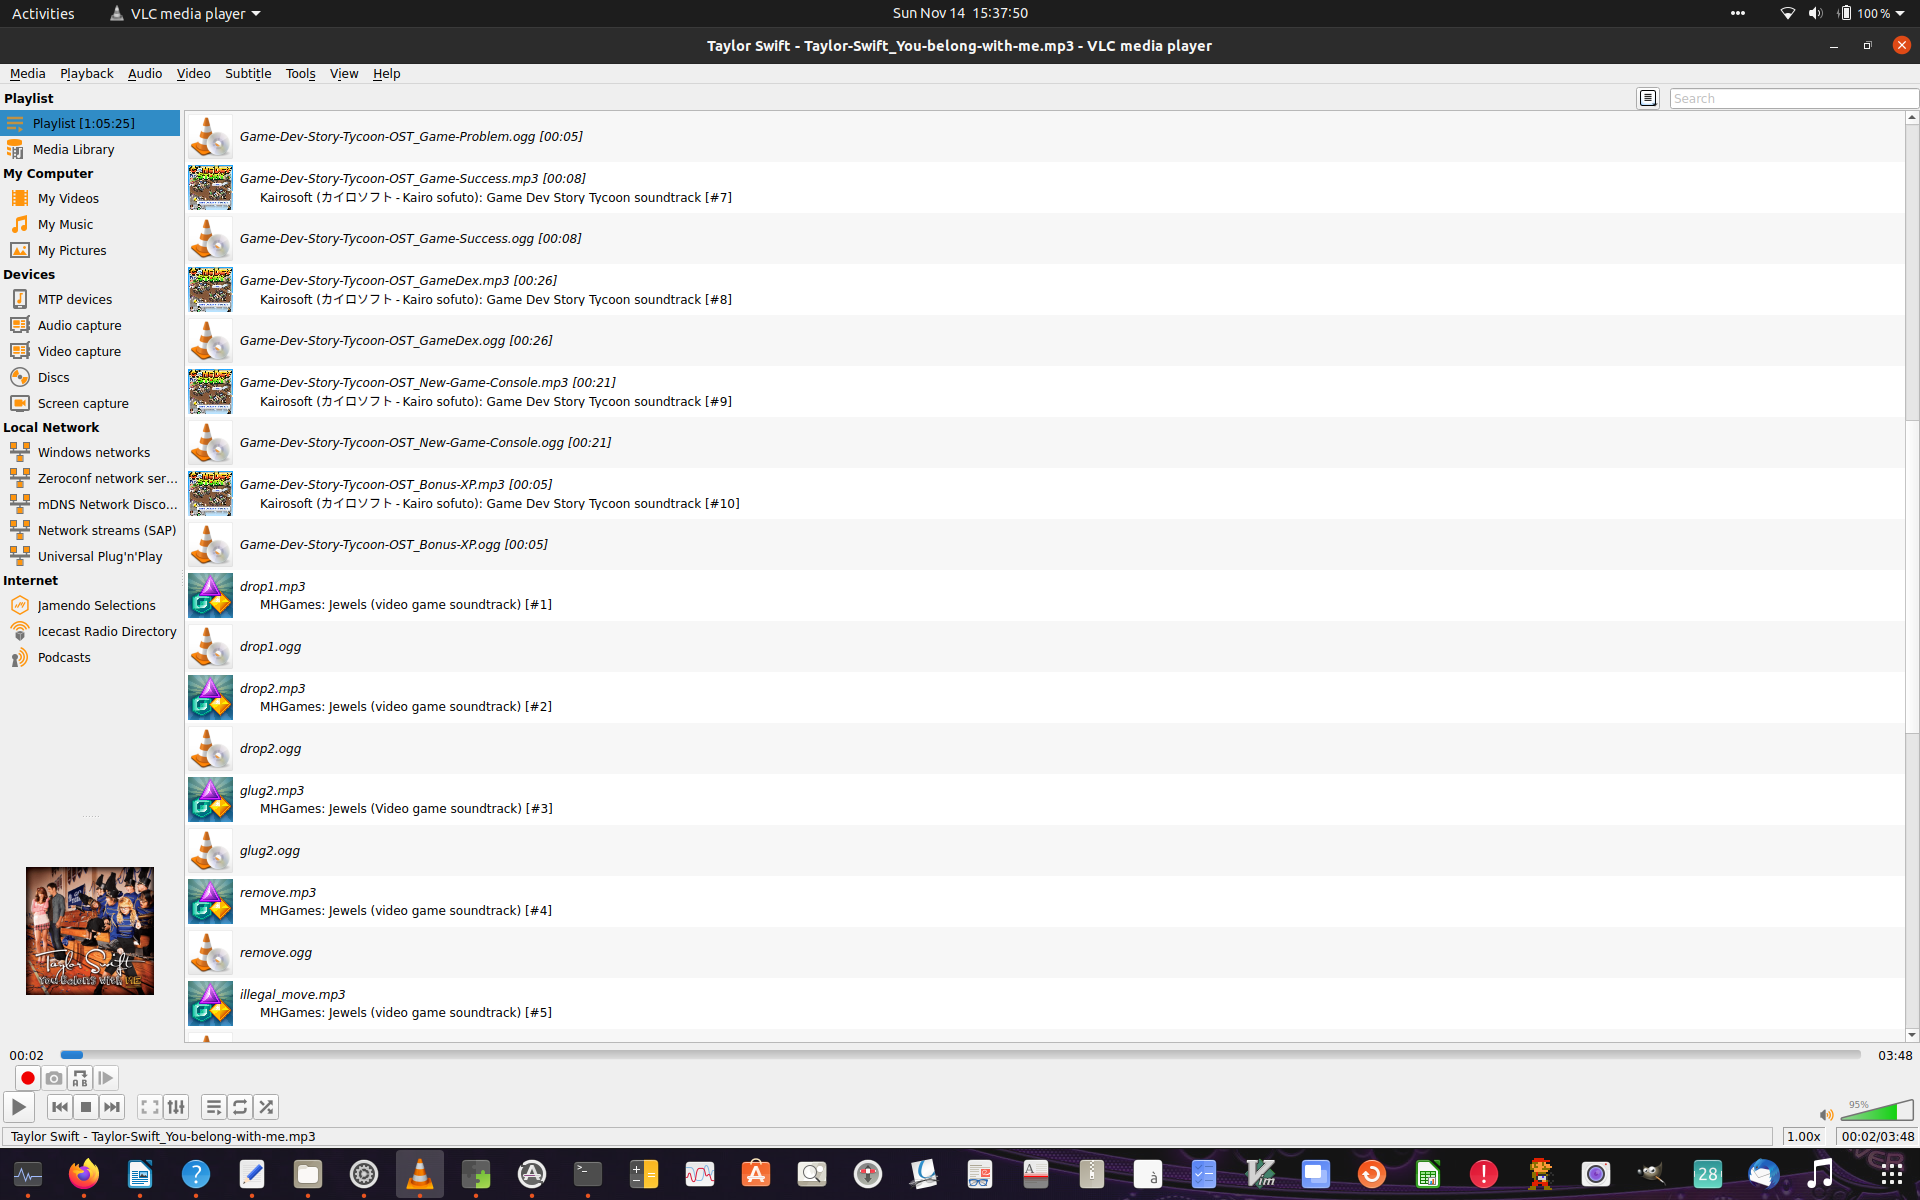 Activities
VLC media player
Sun Nov 14  15:37:50
100 %
Taylor Swift - Taylor-Swift_You-belong-with-me.mp3 - VLC media player
Media
Playback
Audio
Video
Subtitle
Tools
View
Help
Playlist
Search
Playlist [1:05:25]
Media Library
My Computer
My Videos
My Music
My Pictures
Devices
MTP devices
Audio capture
Video capture
Discs
Screen capture
Local Network
Windows networks
Zeroconf network ser...
mDNS Network Disco...
Network streams (SAP)
Universal Plug'n'Play
Internet
Jamendo Selections
Icecast Radio Directory
Podcasts
Game-Dev-Story-Tycoon-OST_Game-Problem.ogg [00:05]
Game-Dev-Story-Tycoon-OST_Game-Success.mp3 [00:08]
Kairosoft (カイロソフト - Kairo sofuto): Game Dev Story Tycoon soundtrack [#7]
Game-Dev-Story-Tycoon-OST_Game-Success.ogg [00:08]
Game-Dev-Story-Tycoon-OST_GameDex.mp3 [00:26]
Kairosoft (カイロソフト - Kairo sofuto): Game Dev Story Tycoon soundtrack [#8]
Game-Dev-Story-Tycoon-OST_GameDex.ogg [00:26]
Game-Dev-Story-Tycoon-OST_New-Game-Console.mp3 [00:21]
Kairosoft (カイロソフト - Kairo sofuto): Game Dev Story Tycoon soundtrack [#9]
Game-Dev-Story-Tycoon-OST_New-Game-Console.ogg [00:21]
Game-Dev-Story-Tycoon-OST_Bonus-XP.mp3 [00:05]
Kairosoft (カイロソフト - Kairo sofuto): Game Dev Story Tycoon soundtrack [#10]
Game-Dev-Story-Tycoon-OST_Bonus-XP.ogg [00:05]
drop1.mp3
MHGames: Jewels (video game soundtrack) [#1]
drop1.ogg
drop2.mp3
MHGames: Jewels (video game soundtrack) [#2]
drop2.ogg
glug2.mp3
MHGames: Jewels (Video game soundtrack) [#3]
glug2.ogg
remove.mp3
MHGames: Jewels (video game soundtrack) [#4]
remove.ogg
illegal_move.mp3
MHGames: Jewels (video game soundtrack) [#5]
Taylor Swift
You Belong With Me
00:02
03:48
A B
95%
Taylor Swift - Taylor-Swift_You-belong-with-me.mp3
1.00x
00:02/03:48
28